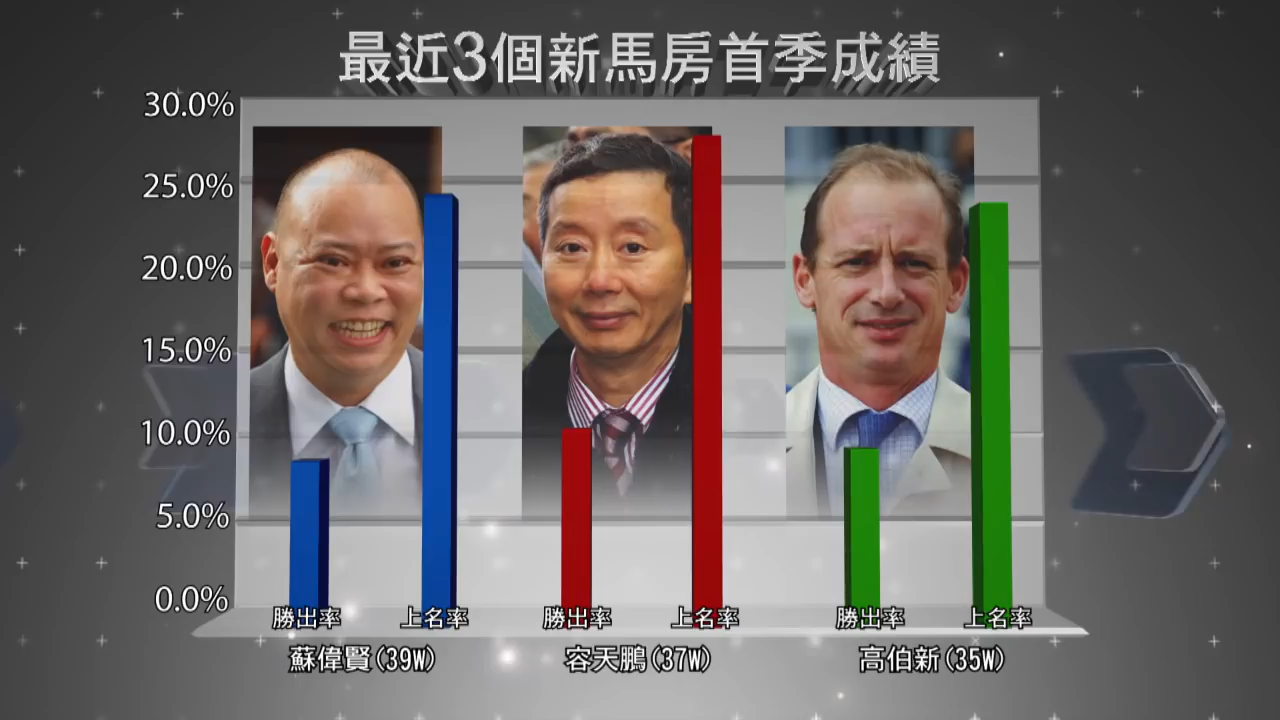 最近3個新馬房首季成績
30.0%
25.0%
20.0%
15.0%
10.0%
5.0%
0.0%
勝出率 上名率 勝出率 上名率 勝出率 上名率
蘇偉賢(39W) 容天鵬(37W) 高伯新(35W)